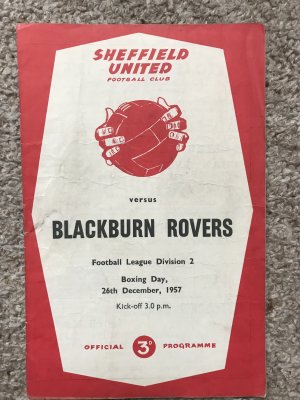 SHEFFIELD
UNITED
FOOTBALL CLUB
versus
BLACKBURN ROVERS
Football League Division 2
Boxing Day,
26th December, 1957
Kick-off 3.0 p.m.
OFFICIAL 3D PROGRAMME